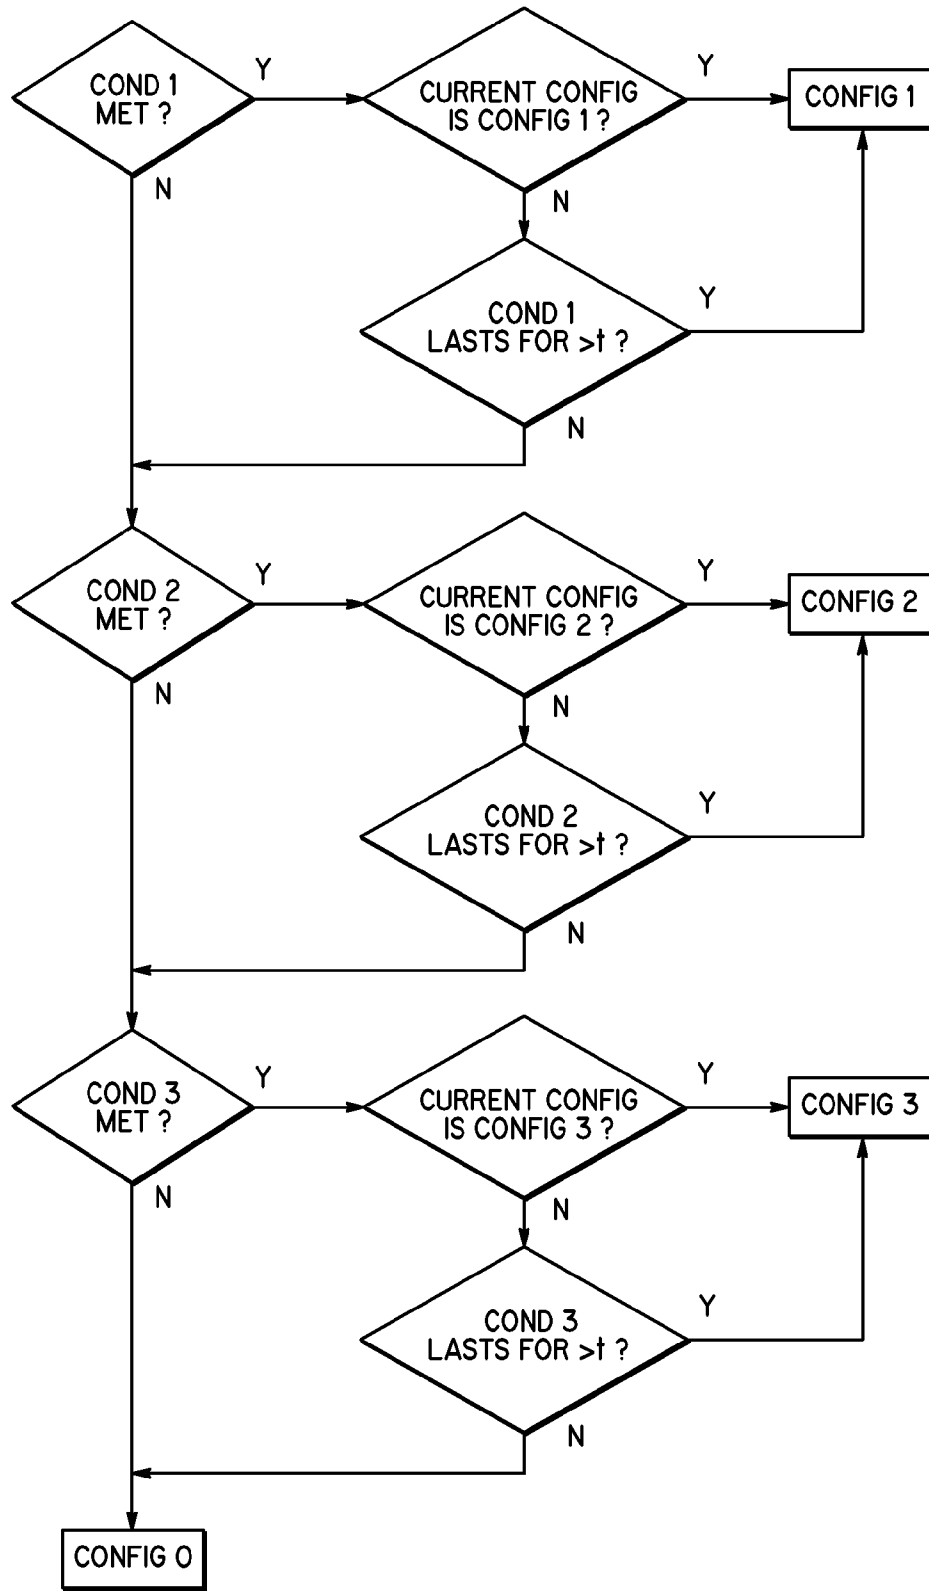 COND 1
MET ?
Y
CURRENT CONFIG
IS CONFIG 1 ?
Y
CONFIG 1
N
N
COND 1
LASTS FOR >t ?
Y
N
COND 2
MET ?
Y
CURRENT CONFIG
IS CONFIG 2 ?
Y
CONFIG 2
N
N
COND 2
LASTS FOR >t ?
Y
N
COND 3
MET ?
Y
CURRENT CONFIG
IS CONFIG 3 ?
Y
CONFIG 3
N
N
COND 3
LASTS FOR >t ?
Y
N
CONFIG 0